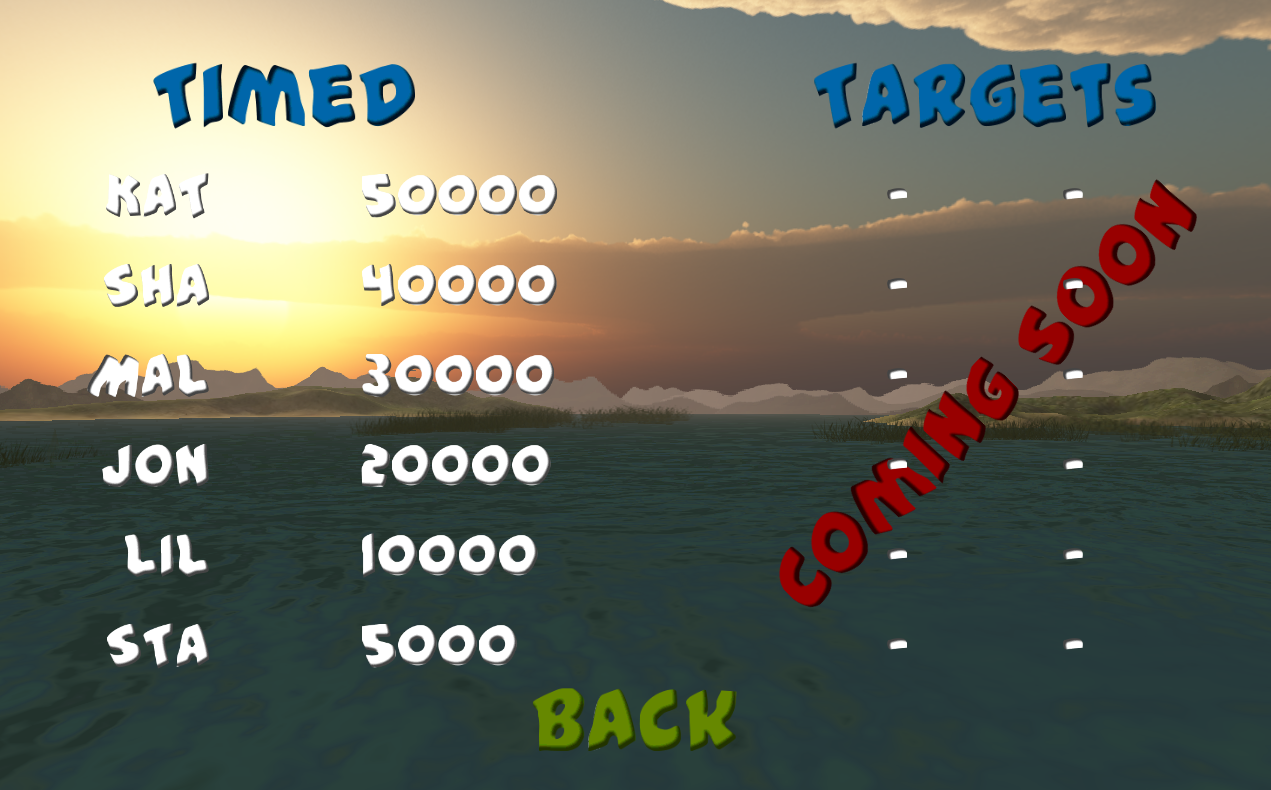 TIMED TARGETS
KAT 50000 - -
SHA 40000 - -
MAL 30000 - -
JON 20000 - -
LIL 10000 - -
STA 5000 - -
COMING SOON
BACK